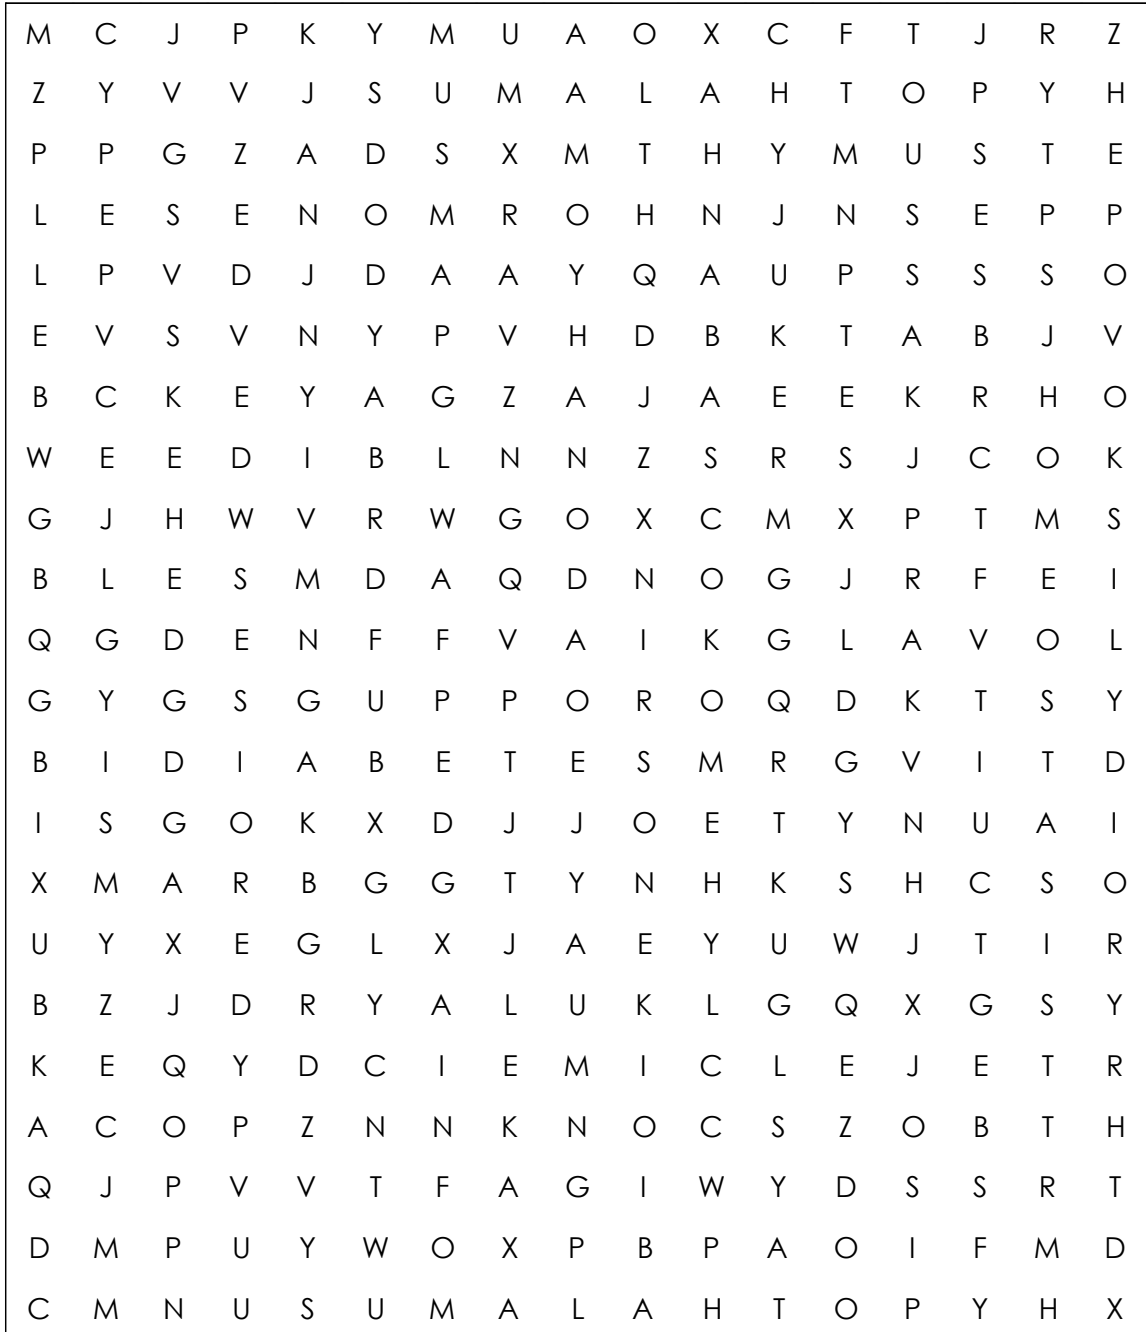 M C J P K Y M U A O X C F T J R Z
Z Y V V J S U M A L A H T O P Y H
P P G Z A D S X M T H Y M U S T E
L E S E N O M R O H N J N S E P P
L P V D J D A A Y Q A U P S S S O
E V S V N Y P V H D B K T A B J V
B C K E Y A G Z A J A E E K R H O
W E E D I B L N N Z S R S J C O K
G J H W V R W G O X C M X P T M S
B L E S M D A Q D N O G J R F E I
Q G D E N F F V A I K G L A V O L
G Y G S G U P P O R O Q D K T S Y
B I D I A B E T E S M R G V I T D
I S G O K X D J J O E T Y N U A I
X M A R B G G T Y N H K S H C S O
U Y X E G L X J A E Y U W J T I R
B Z J D R Y A L U K L G Q X G S Y
K E Q Y D C I E M I C L E J E T R
A C O P Z N N K N O C S Z O B T H
Q J P V V T F A G I W Y D S S R T
D M P U Y W O X P B P A O I F M D
C M N U S U M A L A H T O P Y H X